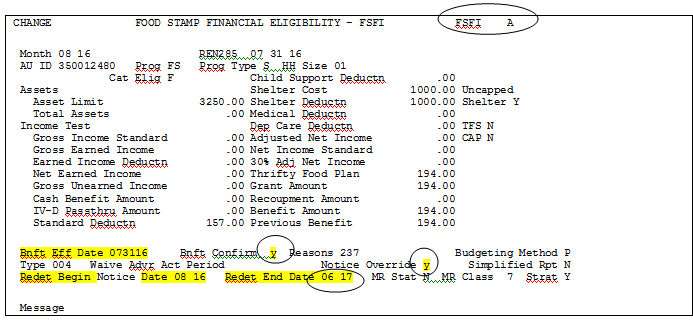 CHANGE FOOD STAMP FINANCIAL ELIGIBILITY - FSFI FSFI A
Month 08 16 REN285 07 31 16
AU ID 350012480 Prog FS Prog Type S HH Size 01
Cat Elig F Child Support Deductn .00
Assets Shelter Cost 1000.00 Uncapped
Asset Limit 3250.00 Shelter Deductn 1000.00 Shelter Y
Total Assets .00 Medical Deductn .00
Income Test Dep Care Deductn .00 TFS N
Gross Income Standard .00 Adjusted Net Income .00 CAP N
Gross Earned Income .00 Net Income Standard .00
Earned Income Deductn .00 30% Adj Net Income .00
Net Earned Income .00 Thrifty Food Plan 194.00
Gross Unearned Income .00 Grant Amount 194.00
Cash Benefit Amount .00 Recoupment Amount .00
IV-D Passthru Amount .00 Benefit Amount 194.00
Standard Deductn 157.00 Previous Benefit 194.00
Bnft Eff Date 073116 Bnft Confirm y Reasons 237 Budgeting Method P
Type 004 Waive Advr Act Period Notice Override y Simplified Rpt N
Redet Begin Notice Date 08 16 Redet End Date 06 17 MR Stat N MR Class 7 Strat Y
Message